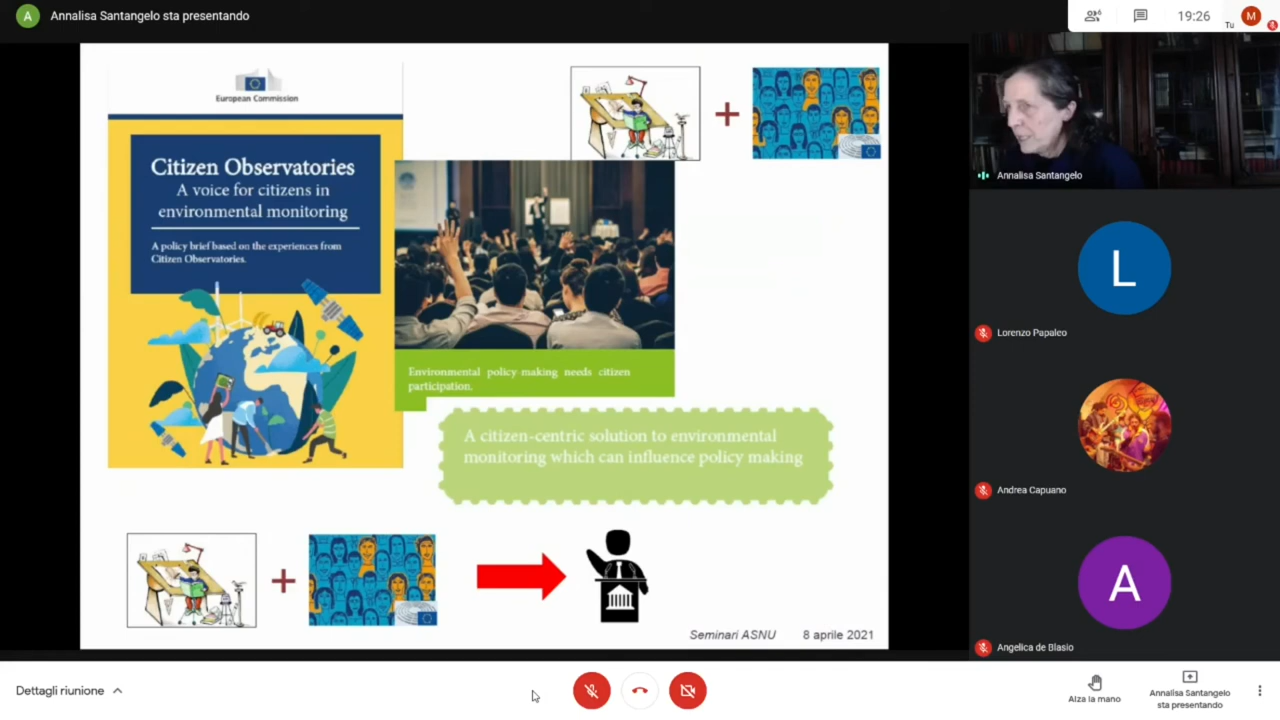 A
Annalisa Santangelo sta presentando
6
19:26
Tu
M
European Commission
Citizen Observatories
A voice for citizens in
environmental monitoring
A policy brief based on the experiences from
Citizen Observatories.
Environmental policy-making needs citizen
participation.
A citizen-centric solution to environmental
monitoring which can influence policy making
Seminari ASNU 8 aprile 2021
Annalisa Santangelo
L
Lorenzo Papaleo
Andrea Capuano
A
Angelica de Blasio
Dettagli riunione
Alza la mano
Annalisa Santangelo
sta presentando